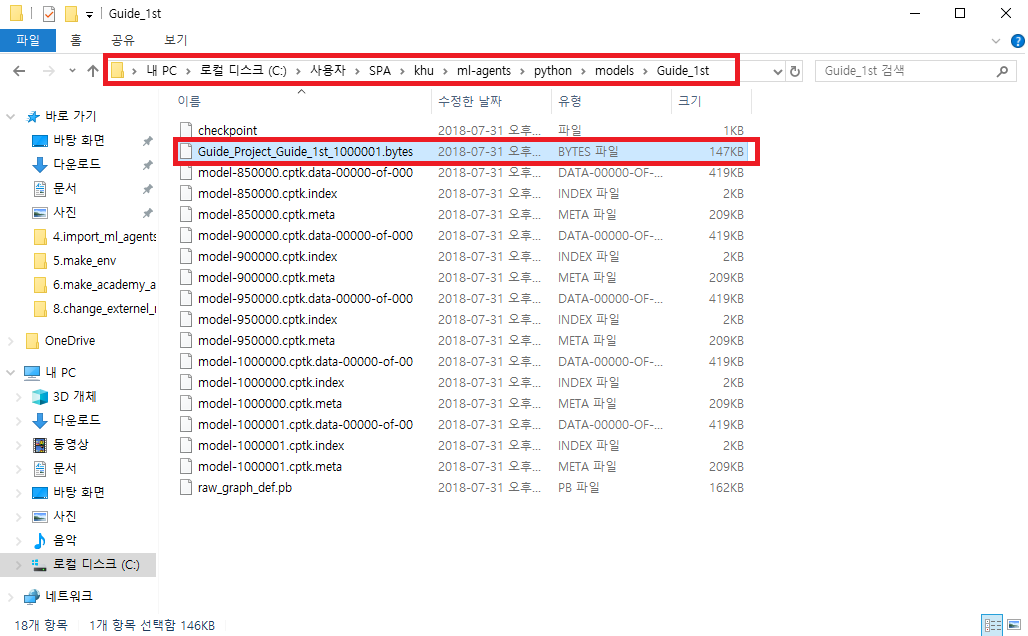 Guide_1st
파일 홈 공유 보기
내 PC > 로컬 디스크 (C:) > 사용자 > SPA > khu > ml-agents > python > models > Guide_1st
Guide_1st 검색
이름 수정한 날짜 유형 크기
바로 가기
바탕 화면
다운로드
문서
사진
4.import_ml_agents
5.make_env
6.make_academy_a
8.change_externel_r
OneDrive
내 PC
3D 개체
다운로드
동영상
문서
바탕 화면
사진
음악
로컬 디스크 (C:)
네트워크
checkpoint 2018-07-31 오후... 파일 1KB
Guide_Project_Guide_1st_1000001.bytes 2018-07-31 오후... BYTES 파일 147KB
model-850000.cptk.data-00000-of-000 2018-07-31 오후... DATA-00000-OF-... 419KB
model-850000.cptk.index 2018-07-31 오후... INDEX 파일 2KB
model-850000.cptk.meta 2018-07-31 오후... META 파일 209KB
model-900000.cptk.data-00000-of-000 2018-07-31 오후... DATA-00000-OF-... 419KB
model-900000.cptk.index 2018-07-31 오후... INDEX 파일 2KB
model-900000.cptk.meta 2018-07-31 오후... META 파일 209KB
model-950000.cptk.data-00000-of-000 2018-07-31 오후... DATA-00000-OF-... 419KB
model-950000.cptk.index 2018-07-31 오후... INDEX 파일 2KB
model-950000.cptk.meta 2018-07-31 오후... META 파일 209KB
model-1000000.cptk.data-00000-of-00 2018-07-31 오후... DATA-00000-OF-... 419KB
model-1000000.cptk.index 2018-07-31 오후... INDEX 파일 2KB
model-1000000.cptk.meta 2018-07-31 오후... META 파일 209KB
model-1000001.cptk.data-00000-of-00 2018-07-31 오후... DATA-00000-OF-... 419KB
model-1000001.cptk.index 2018-07-31 오후... INDEX 파일 2KB
model-1000001.cptk.meta 2018-07-31 오후... META 파일 209KB
raw_graph_def.pb 2018-07-31 오후... PB 파일 162KB
18개 항목 1개 항목 선택함 146KB